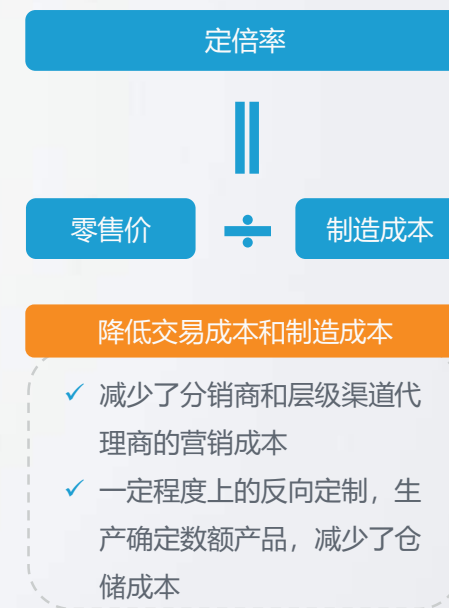 定倍率
零售价 ÷ 制造成本
降低交易成本和制造成本
✓ 减少了分销商和层级渠道代
理商的营销成本
✓ 一定程度上的反向定制，生
产确定数额产品，减少了仓
储成本